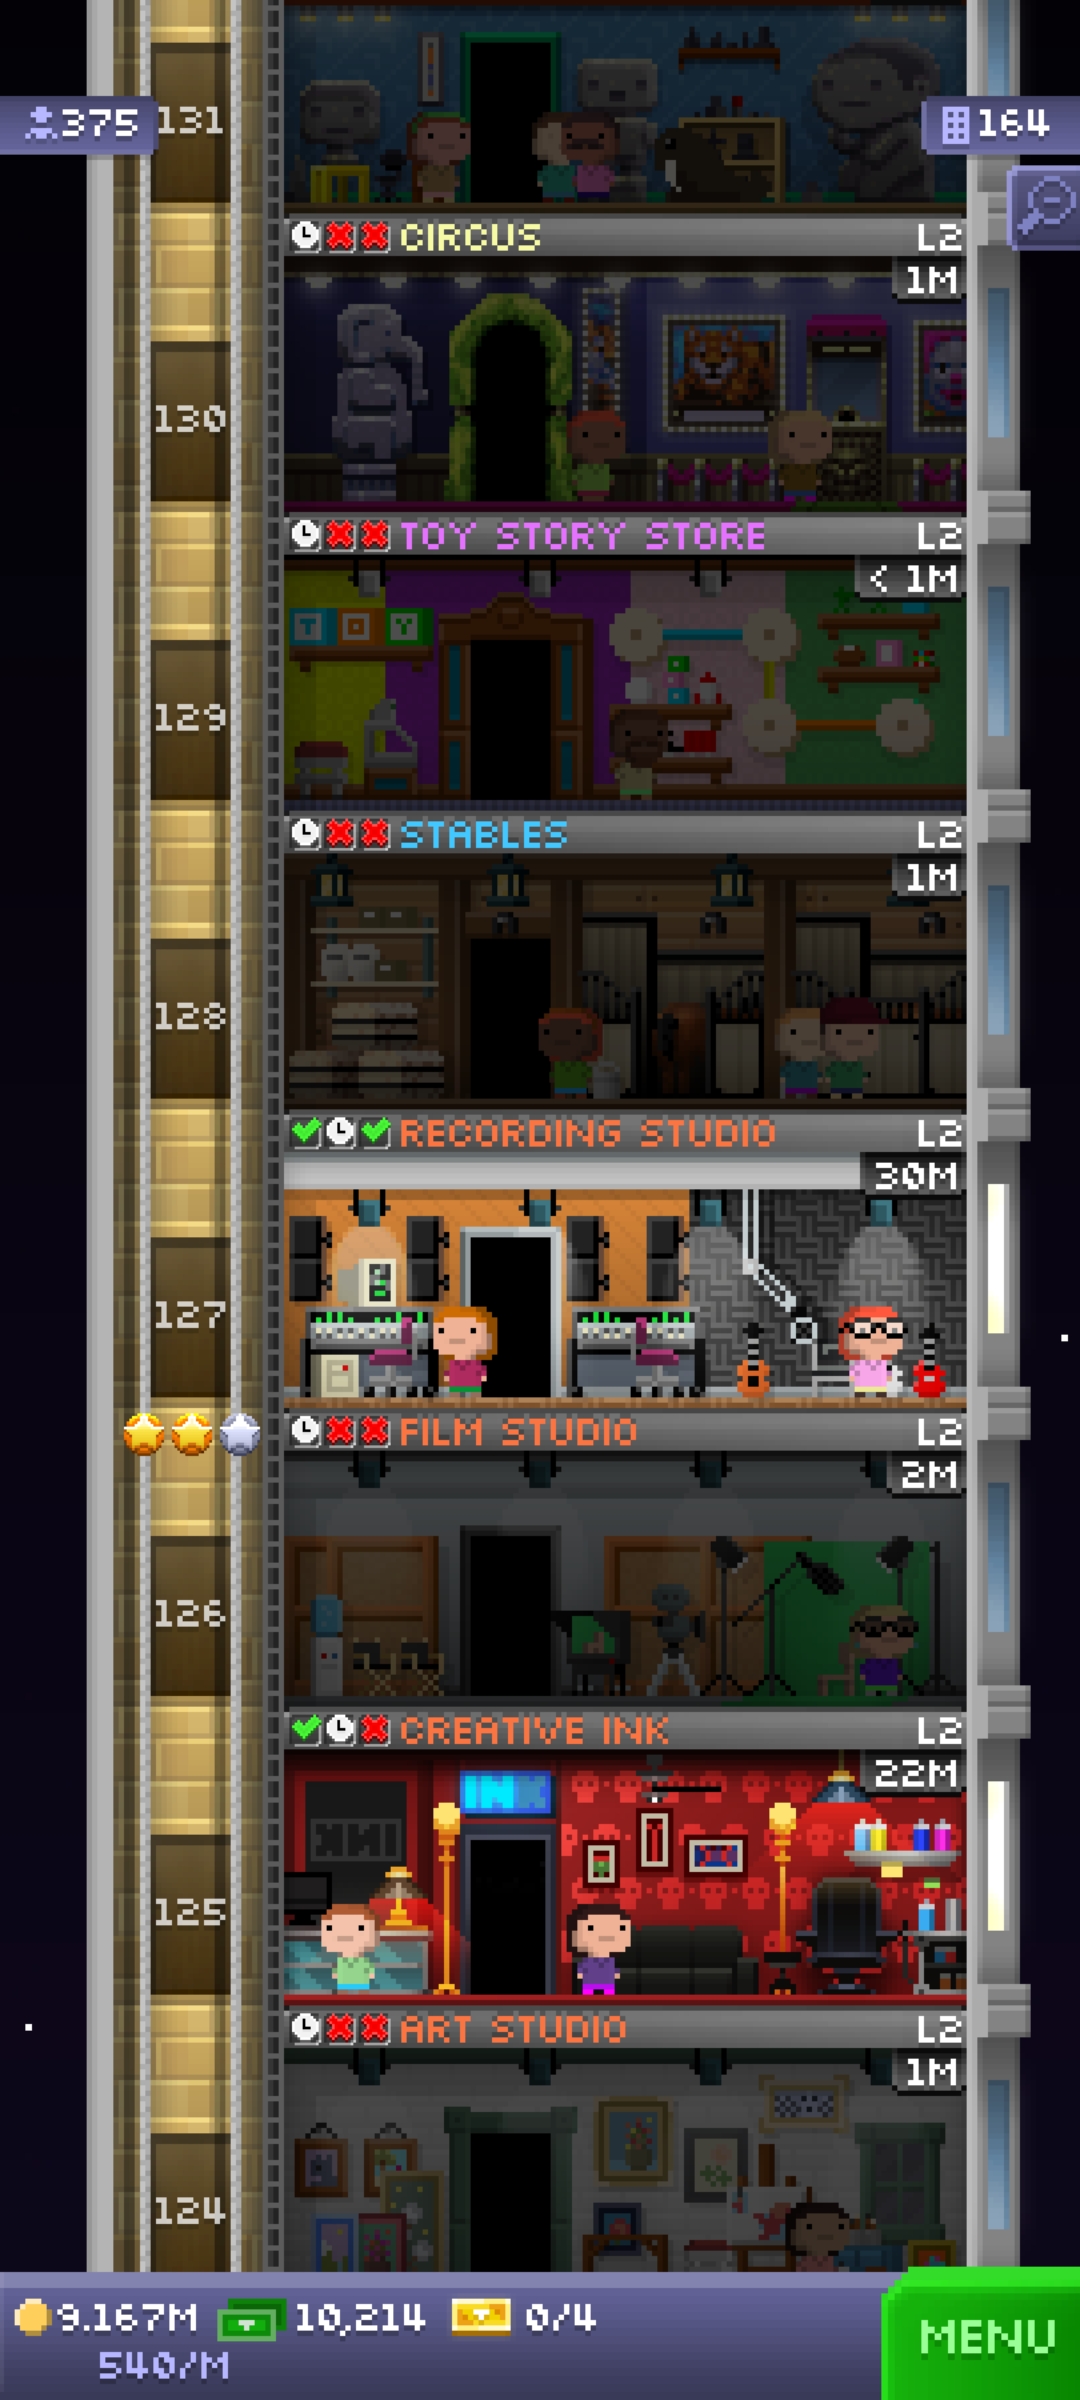 375
131
164
CIRCUS L2
1M
130
TOY STORY STORE L2
< 1M
T O Y
129
STABLES L2
1M
128
RECORDING STUDIO L2
30M
127
FILM STUDIO L2
2M
126
CREATIVE INK L2
22M
INK
INK
125
ART STUDIO L2
1M
124
9.167M 10,214 0/4
540/M
MENU